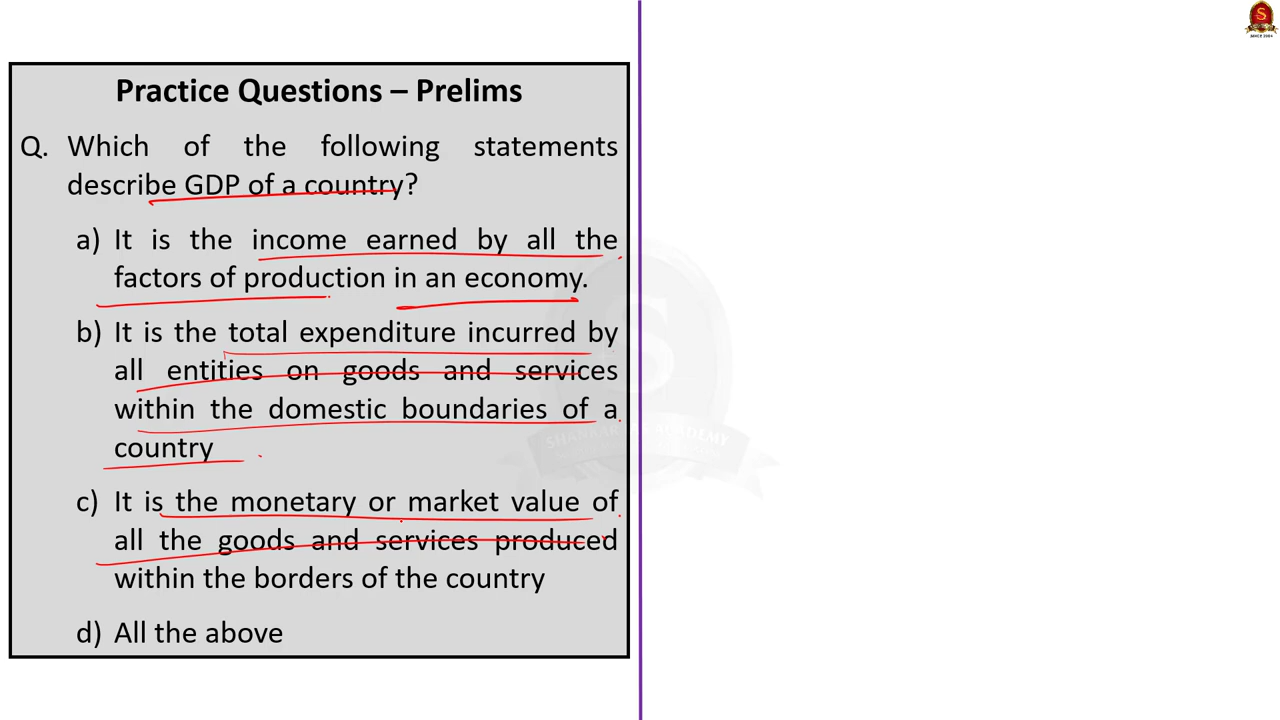 Practice Questions – Prelims
Q. Which of the following statements
describe GDP of a country?
a) It is the income earned by all the
factors of production in an economy.
b) It is the total expenditure incurred by
all entities on goods and services
within the domestic boundaries of a
country
c) It is the monetary or market value of
all the goods and services produced
within the borders of the country
d) All the above
S
SINCE 2004